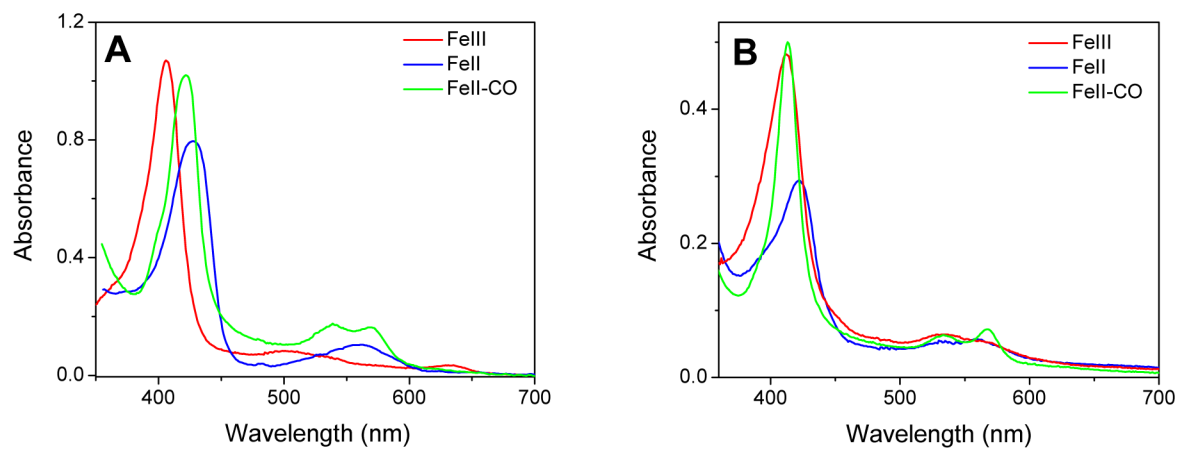 A
FeIII
FeII
FeII-CO
1.2
0.8
0.4
0.0
Absorbance
400
500
600
700
Wavelength (nm)
B
FeIII
FeII
FeII-CO
0.4
0.2
0.0
Absorbance
400
500
600
700
Wavelength (nm)